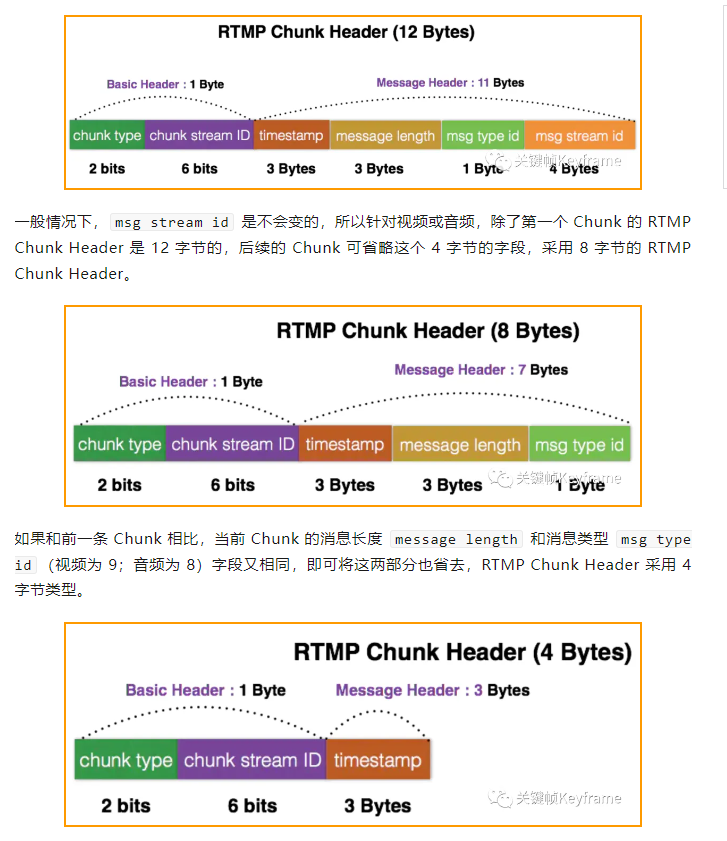 RTMP Chunk Header (12 Bytes)
Basic Header : 1 Byte
Message Header : 11 Bytes
chunk type chunk stream ID timestamp message length msg type id msg stream id
2 bits 6 bits 3 Bytes 3 Bytes 1 Byte 4 Bytes
关键帧Keyframe
一般情况下， msg stream id 是不会变的，所以针对视频或音频，除了第一个 Chunk 的 RTMP
Chunk Header 是 12 字节的，后续的 Chunk 可省略这个 4 字节的字段，采用 8 字节的 RTMP
Chunk Header。
RTMP Chunk Header (8 Bytes)
Message Header : 7 Bytes
Basic Header : 1 Byte
chunk type chunk stream ID timestamp message length msg type id
2 bits 6 bits 3 Bytes 3 Bytes 1 Byte
关键帧Keyframe
如果和前一条 Chunk 相比，当前 Chunk 的消息长度 message length 和消息类型 msg type
id （视频为 9；音频为 8）字段又相同，即可将这两部分也省去，RTMP Chunk Header 采用 4
字节类型。
RTMP Chunk Header (4 Bytes)
Basic Header : 1 Byte Message Header : 3 Bytes
chunk type chunk stream ID timestamp
2 bits 6 bits 3 Bytes
关键帧Keyframe